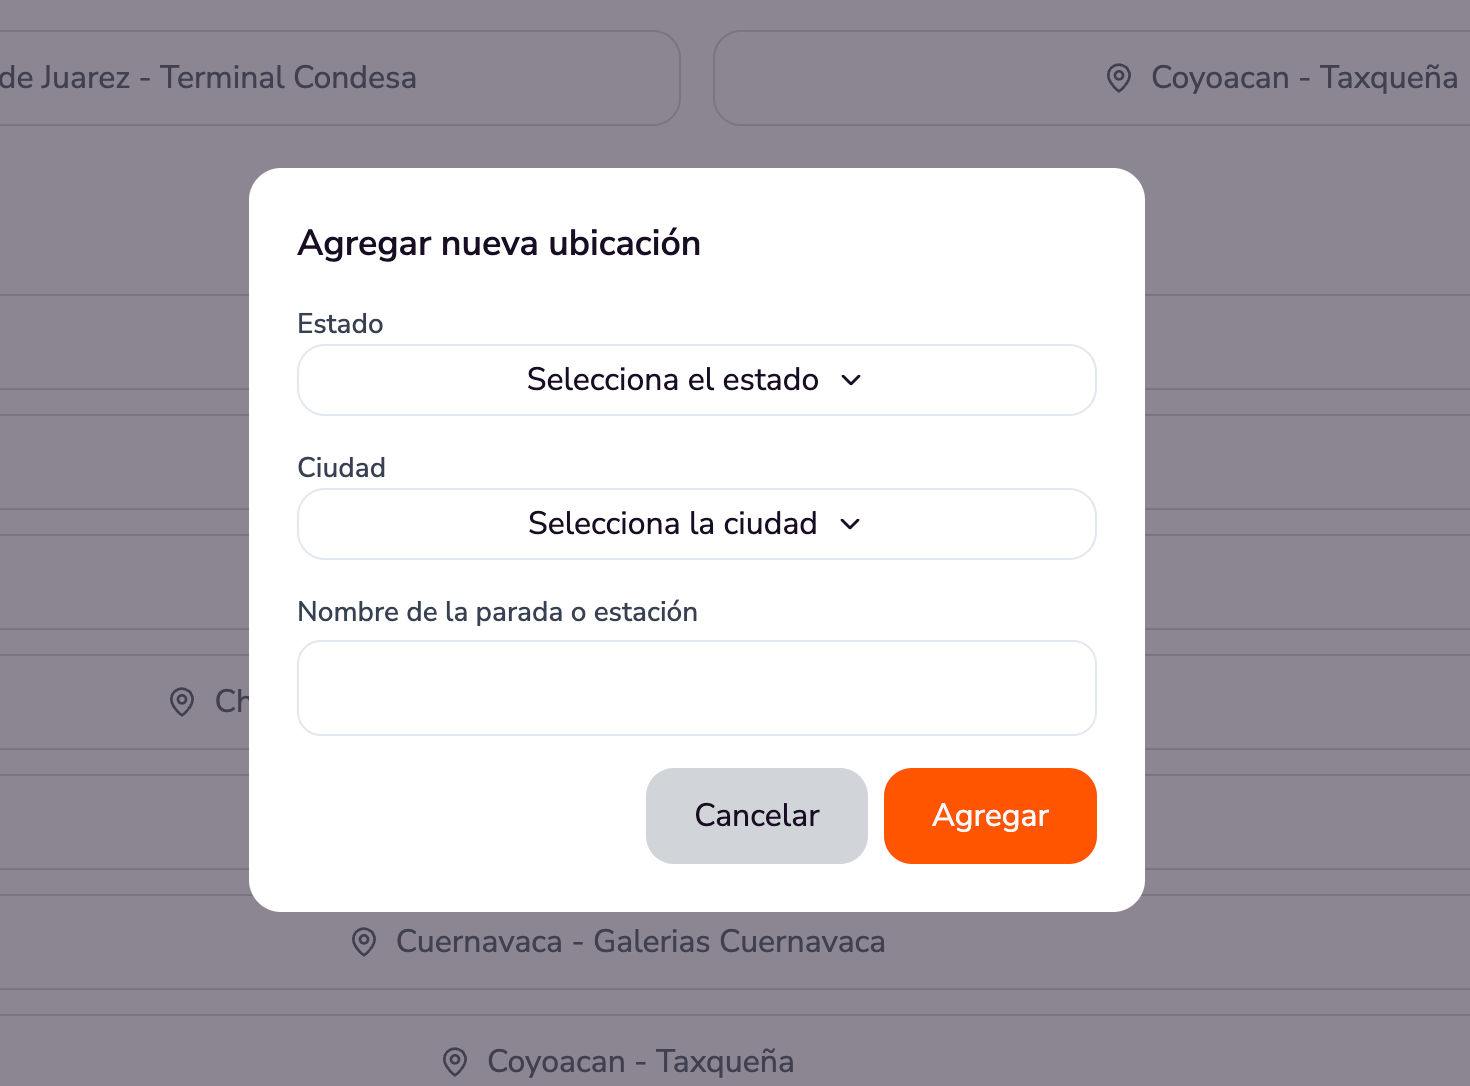 de Juarez - Terminal Condesa
Coyoacan - Taxqueña
Agregar nueva ubicación
Estado
Selecciona el estado
Ciudad
Selecciona la ciudad
Nombre de la parada o estación
Ch
Cancelar
Agregar
Cuernavaca - Galerias Cuernavaca
Coyoacan - Taxqueña